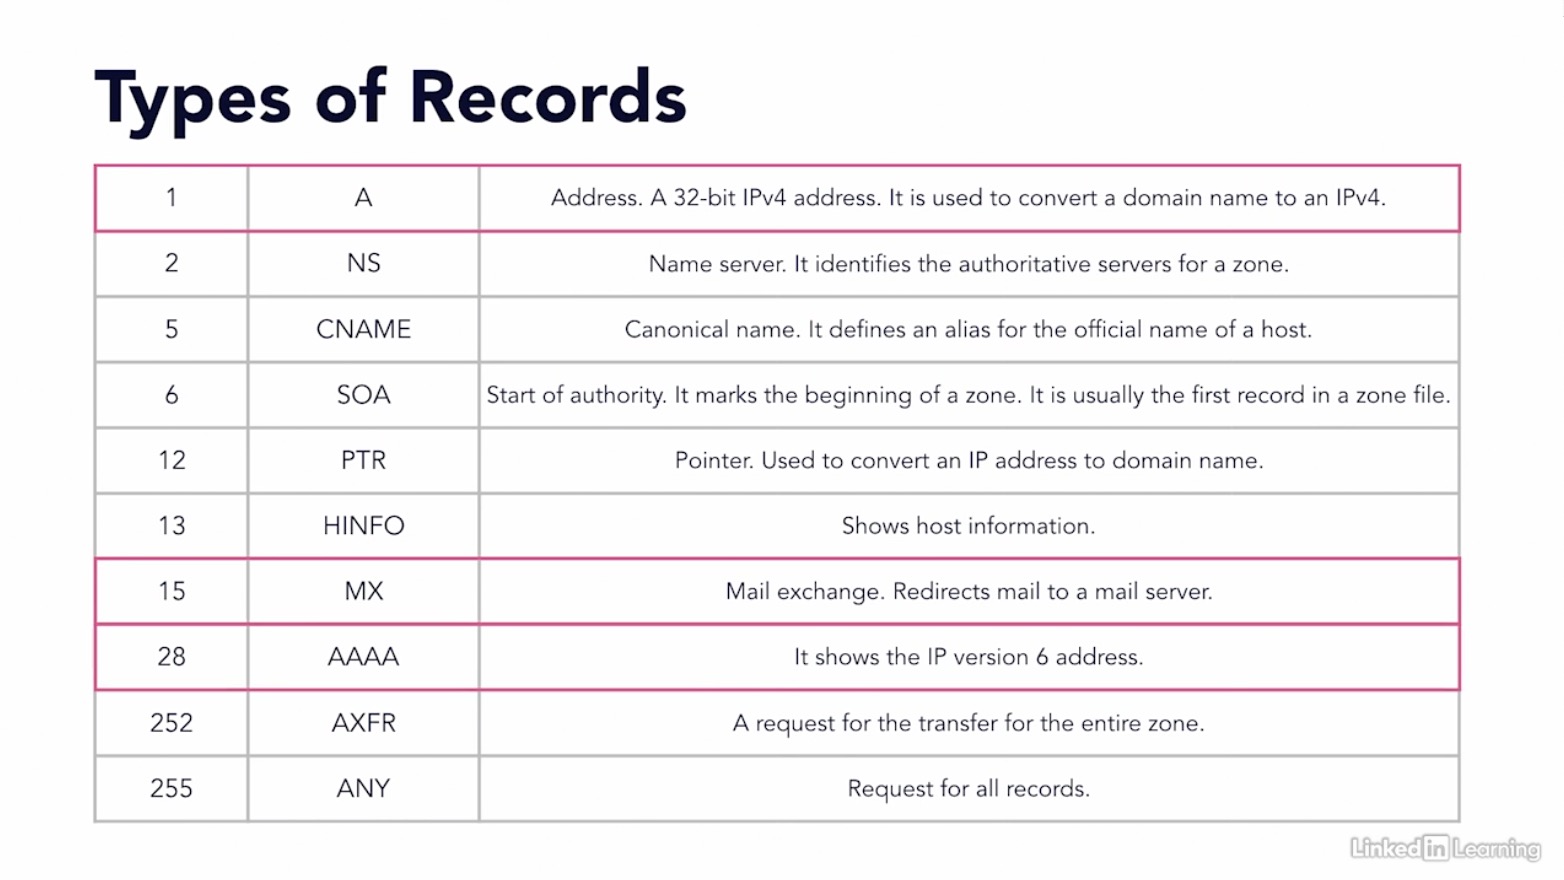 Types of Records
1 A Address. A 32-bit IPv4 address. It is used to convert a domain name to an IPv4.
2 NS Name server. It identifies the authoritative servers for a zone.
5 CNAME Canonical name. It defines an alias for the official name of a host.
6 SOA Start of authority. It marks the beginning of a zone. It is usually the first record in a zone file.
12 PTR Pointer. Used to convert an IP address to domain name.
13 HINFO Shows host information.
15 MX Mail exchange. Redirects mail to a mail server.
28 AAAA It shows the IP version 6 address.
252 AXFR A request for the transfer for the entire zone.
255 ANY Request for all records.
Linked in Learning